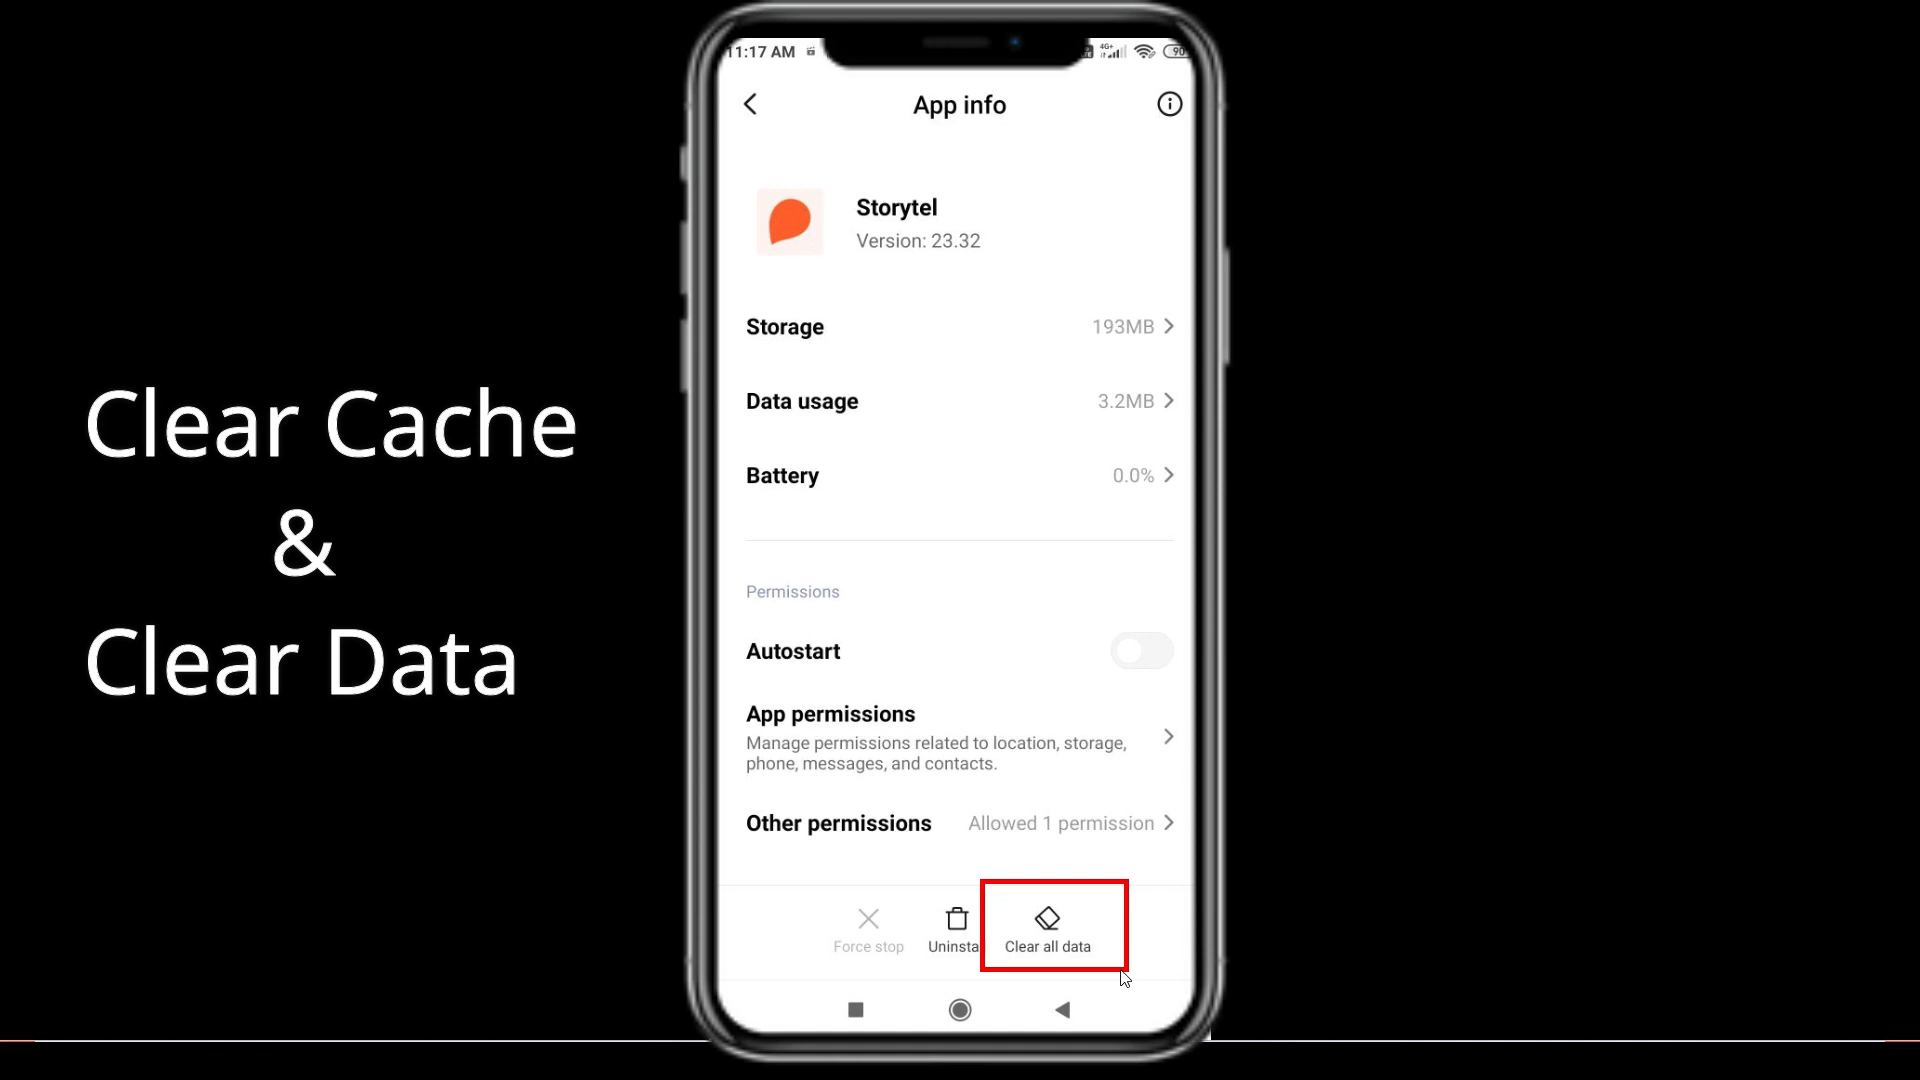 11:17 AM
4G+
90
App info
Storytel
Version: 23.32
Storage 193MB
Data usage 3.2MB
Battery 0.0%
Permissions
Autostart
App permissions
Manage permissions related to location, storage,
phone, messages, and contacts.
Other permissions Allowed 1 permission
Force stop
Uninsta
Clear all data
Clear Cache
&
Clear Data